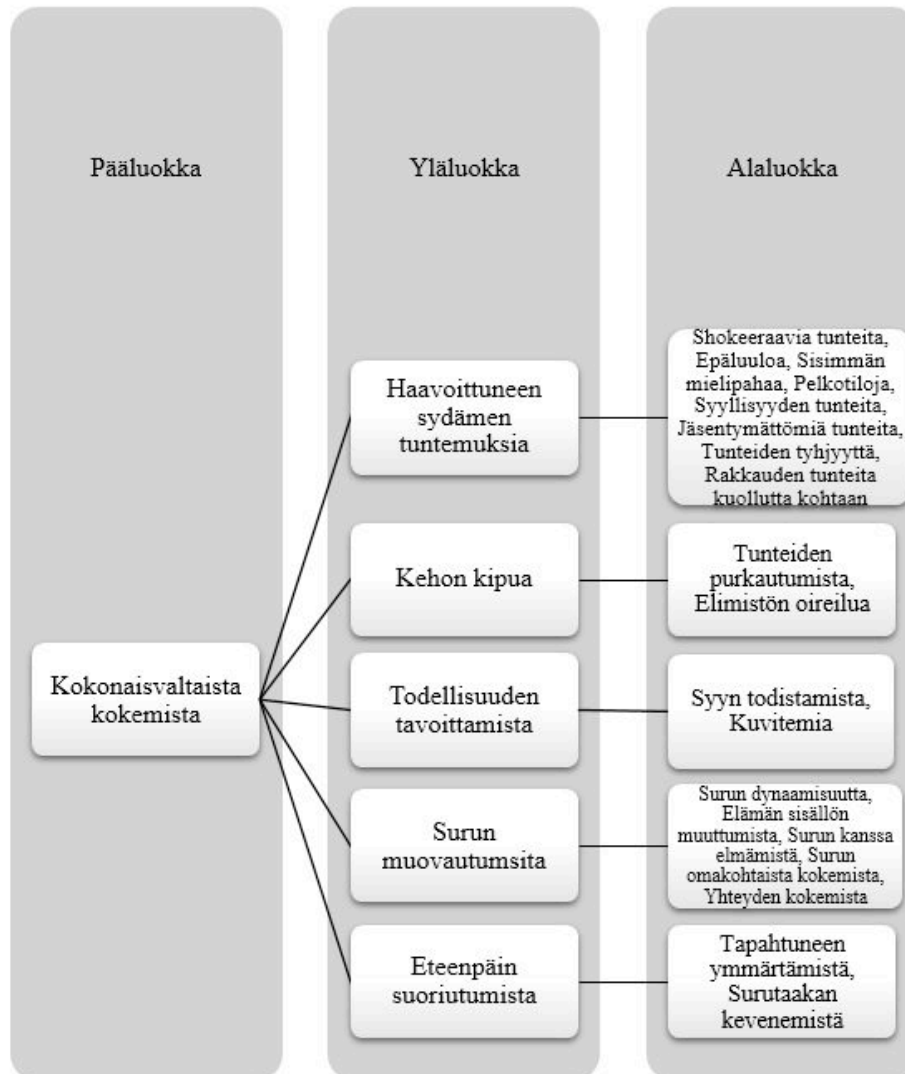 Pääluokka
Yläluokka
Alaluokka
Kokonaisvaltaista
kokemista
Haavoittuneen
sydämen
tuntemuksia
Shokeeraavia tunteita,
Epäluuloa, Sisimmän
mielipahaa, Pelkotiloja,
Syyllisyyden tunteita,
Jäsentymättömiä tunteita,
Tunteiden tyhjyyttä,
Rakkauden tunteita
kuollutta kohtaan
Kehon kipua
Tunteiden
purkautumista,
Elimistön oireilua
Todellisuuden
tavoittamista
Syyn todistamista,
Kuvitemia
Surun
muovautumsita
Surun dynaamisuutta,
Elämän sisällön
muuttumista, Surun kanssa
elmämistä, Surun
omakohtaista kokemista,
Yhteyden kokemista
Eteenpäin
suoriutumista
Tapahtuneen
ymmärtämistä,
Surutaakan
kevenemistä